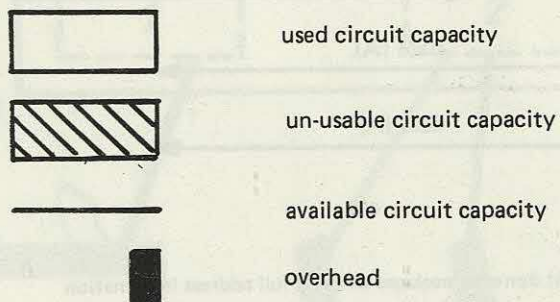 used circuit capacity
un-usable circuit capacity
available circuit capacity
overhead